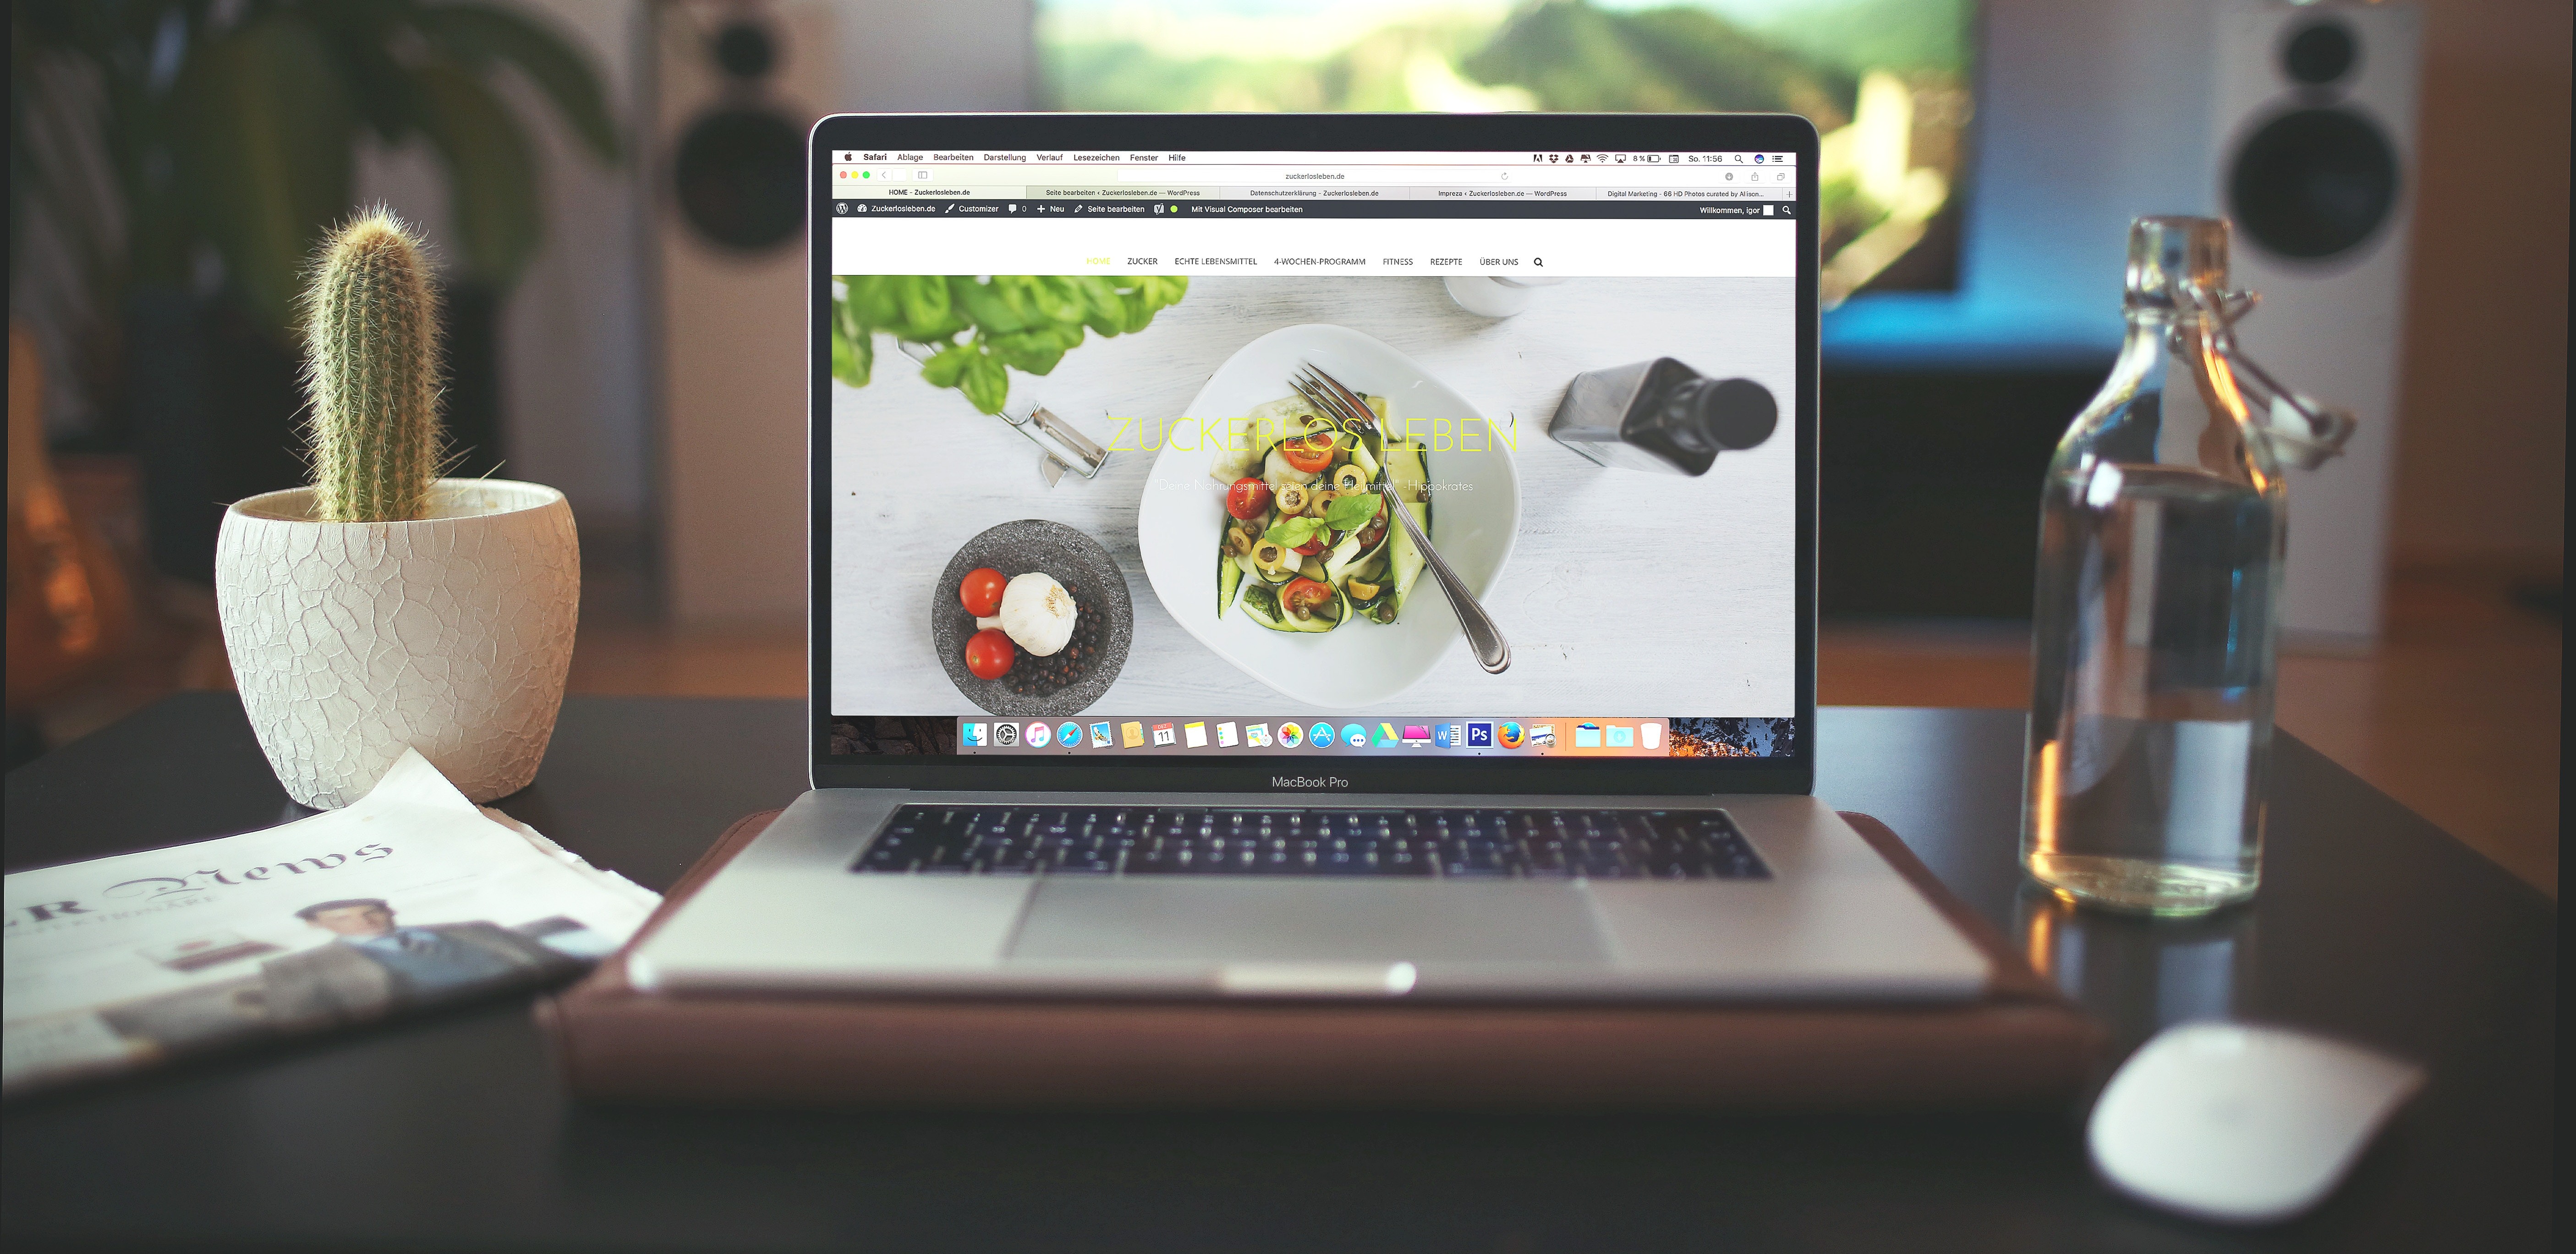 Safari Ablage Bearbeiten Darstellung Verlauf Lesezeichen Fenster Hilfe 8 % So. 11:56
zuckerlosleben.de
HOME - Zuckerlosleben.de Seite bearbeiten ‹ Zuckerlosleben.de — WordPress Datenschutzerklärung - Zuckerlosleben.de Impreza ‹ Zuckerlosleben.de — WordPress Digital Marketing - 66 HD Photos curated by Allison...
Zuckerlosleben.de Customizer 0 Neu Seite bearbeiten Mit Visual Composer bearbeiten Willkommen, igor
HOME ZUCKER ECHTE LEBENSMITTEL 4-WOCHEN-PROGRAMM FITNESS REZEPTE ÜBER UNS
ZUCKERLOS LEBEN
"Deine Nahrungsmittel seien deine Heilmittel" -Hippokrates
11
W
Ps
MacBook Pro
ER News